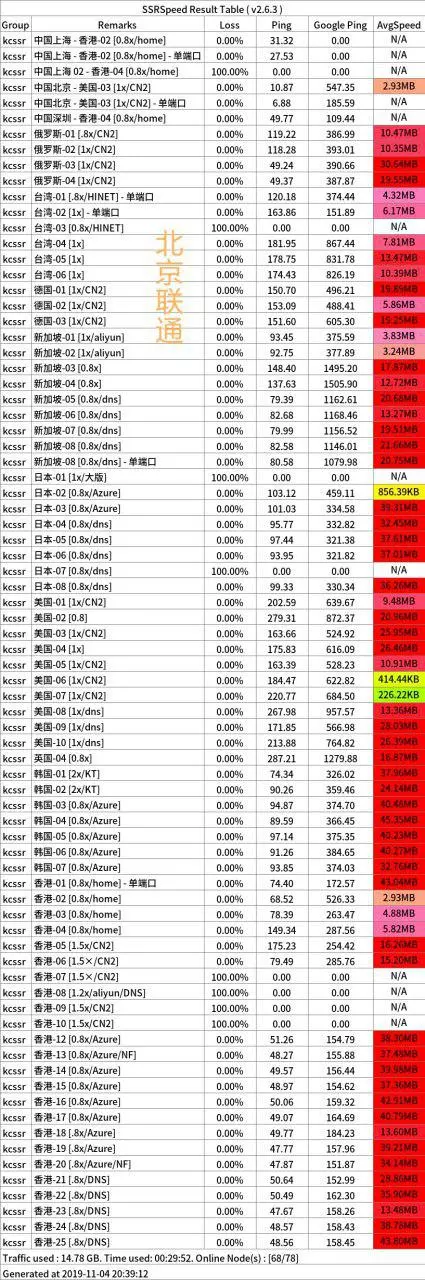 SSRSpeed Result Table ( v2.6.3 )
Group Remarks Loss Ping Google Ping AvgSpeed
kcssr 中国上海 - 香港-02 [0.8x/home] 0.00% 31.32 0.00 N/A
kcssr 中国上海 - 香港-02 [0.8x/home] - 单端口 0.00% 27.53 0.00 N/A
kcssr 中国上海 02 - 香港-04 [0.8x/home] 100.00% 0.00 0.00 N/A
kcssr 中国北京 - 美国-03 [1x/CN2] 0.00% 10.87 547.35 2.93MB
kcssr 中国北京 - 美国-03 [1x/CN2] - 单端口 0.00% 6.88 185.59 N/A
kcssr 中国深圳 - 香港-04 [0.8x/home] 0.00% 49.77 109.44 N/A
kcssr 俄罗斯-01 [.8x/CN2] 0.00% 119.22 386.99 10.47MB
kcssr 俄罗斯-02 [1x/CN2] 0.00% 118.28 393.01 10.35MB
kcssr 俄罗斯-03 [1x/CN2] 0.00% 49.24 390.66 30.64MB
kcssr 俄罗斯-04 [1x/CN2] 0.00% 49.37 387.87 19.55MB
kcssr 台湾-01 [.8x/HINET] - 单端口 0.00% 120.18 374.44 4.32MB
kcssr 台湾-02 [1x] - 单端口 0.00% 163.86 151.89 6.17MB
kcssr 台湾-03 [0.8x/HINET] 100.00% 0.00 0.00 N/A
kcssr 台湾-04 [1x] 0.00% 181.95 867.44 7.81MB
kcssr 台湾-05 [1x] 0.00% 178.75 831.78 13.47MB
kcssr 台湾-06 [1x] 0.00% 174.43 826.19 10.39MB
kcssr 德国-01 [1x/CN2] 0.00% 150.70 496.21 19.89MB
kcssr 德国-02 [1x/CN2] 0.00% 153.09 488.41 5.86MB
kcssr 德国-03 [1x/CN2] 0.00% 151.60 605.30 19.25MB
kcssr 新加坡-01 [1x/aliyun] 0.00% 93.45 375.59 3.83MB
kcssr 新加坡-02 [1x/aliyun] 0.00% 92.75 377.89 3.24MB
kcssr 新加坡-03 [0.8x] 0.00% 148.40 1495.20 17.87MB
kcssr 新加坡-04 [0.8x] 0.00% 137.63 1505.90 12.72MB
kcssr 新加坡-05 [0.8x/dns] 0.00% 79.39 1162.61 20.68MB
kcssr 新加坡-06 [0.8x/dns] 0.00% 82.68 1168.46 13.27MB
kcssr 新加坡-07 [0.8x/dns] 0.00% 79.99 1156.52 19.51MB
kcssr 新加坡-08 [0.8x/dns] 0.00% 82.58 1146.01 21.66MB
kcssr 新加坡-08 [0.8x/dns] - 单端口 0.00% 80.58 1079.98 20.75MB
kcssr 日本-01 [1x/大版] 100.00% 0.00 0.00 N/A
kcssr 日本-02 [0.8x/Azure] 0.00% 103.12 459.11 856.39KB
kcssr 日本-03 [0.8x/Azure] 0.00% 101.03 334.58 39.31MB
kcssr 日本-04 [0.8x/dns] 0.00% 95.77 332.82 32.45MB
kcssr 日本-05 [0.8x/dns] 0.00% 97.44 321.38 37.61MB
kcssr 日本-06 [0.8x/dns] 0.00% 93.95 321.82 37.01MB
kcssr 日本-07 [0.8x/dns] 100.00% 0.00 0.00 N/A
kcssr 日本-08 [0.8x/dns] 0.00% 99.33 330.34 36.26MB
kcssr 美国-01 [1x/CN2] 0.00% 202.59 639.67 9.48MB
kcssr 美国-02 [0.8] 0.00% 279.31 872.37 20.96MB
kcssr 美国-03 [1x/CN2] 0.00% 163.66 524.92 25.95MB
kcssr 美国-04 [1x] 0.00% 175.83 616.09 26.46MB
kcssr 美国-05 [1x/CN2] 0.00% 163.39 528.23 10.91MB
kcssr 美国-06 [1x/CN2] 0.00% 184.47 622.82 414.44KB
kcssr 美国-07 [1x/CN2] 0.00% 220.77 684.50 226.22KB
kcssr 美国-08 [1x/dns] 0.00% 267.98 957.57 13.36MB
kcssr 美国-09 [1x/dns] 0.00% 171.85 566.98 28.03MB
kcssr 美国-10 [1x/dns] 0.00% 213.88 764.82 26.39MB
kcssr 英国-04 [0.8x] 0.00% 287.21 1279.88 16.87MB
kcssr 韩国-01 [2x/KT] 0.00% 74.34 326.02 37.96MB
kcssr 韩国-02 [2x/KT] 0.00% 90.26 359.46 24.14MB
kcssr 韩国-03 [0.8x/Azure] 0.00% 94.87 374.70 40.48MB
kcssr 韩国-04 [0.8x/Azure] 0.00% 89.59 366.45 45.35MB
kcssr 韩国-05 [0.8x/Azure] 0.00% 97.14 375.35 40.23MB
kcssr 韩国-06 [0.8x/Azure] 0.00% 91.26 384.65 40.27MB
kcssr 韩国-07 [0.8x/Azure] 0.00% 93.85 374.03 32.76MB
kcssr 香港-01 [0.8x/home] - 单端口 0.00% 74.40 172.57 43.04MB
kcssr 香港-02 [0.8x/home] 0.00% 68.52 526.33 2.93MB
kcssr 香港-03 [0.8x/home] 0.00% 78.39 263.47 4.88MB
kcssr 香港-04 [0.8x/home] 0.00% 149.34 287.56 5.82MB
kcssr 香港-05 [1.5x/CN2] 0.00% 175.23 254.42 16.26MB
kcssr 香港-06 [1.5×/CN2] 0.00% 79.49 285.76 15.20MB
kcssr 香港-07 [1.5×/CN2] 100.00% 0.00 0.00 N/A
kcssr 香港-08 [1.2x/aliyun/DNS] 100.00% 0.00 0.00 N/A
kcssr 香港-09 [1.5x/CN2] 100.00% 0.00 0.00 N/A
kcssr 香港-10 [1.5x/CN2] 100.00% 0.00 0.00 N/A
kcssr 香港-12 [0.8x/Azure] 0.00% 51.26 154.79 38.30MB
kcssr 香港-13 [0.8x/Azure/NF] 0.00% 48.27 155.88 37.48MB
kcssr 香港-14 [0.8x/Azure] 0.00% 49.57 156.44 39.98MB
kcssr 香港-15 [0.8x/Azure] 0.00% 48.97 154.62 37.36MB
kcssr 香港-16 [0.8x/Azure] 0.00% 50.06 159.32 42.91MB
kcssr 香港-17 [0.8x/Azure] 0.00% 49.07 164.69 40.79MB
kcssr 香港-18 [.8x/Azure] 0.00% 49.77 184.23 13.60MB
kcssr 香港-19 [.8x/Azure] 0.00% 47.77 157.96 39.21MB
kcssr 香港-20 [.8x/Azure/NF] 0.00% 47.87 151.87 34.14MB
kcssr 香港-21 [.8x/DNS] 0.00% 50.64 152.99 28.86MB
kcssr 香港-22 [.8x/DNS] 0.00% 50.49 162.30 35.90MB
kcssr 香港-23 [.8x/DNS] 0.00% 47.67 158.26 13.48MB
kcssr 香港-24 [.8x/DNS] 0.00% 48.57 158.43 38.78MB
kcssr 香港-25 [.8x/DNS] 0.00% 48.56 158.45 43.80MB
Traffic used : 14.78 GB. Time used: 00:29:52. Online Node(s) : [68/78]
Generated at 2019-11-04 20:39:12
北京联通